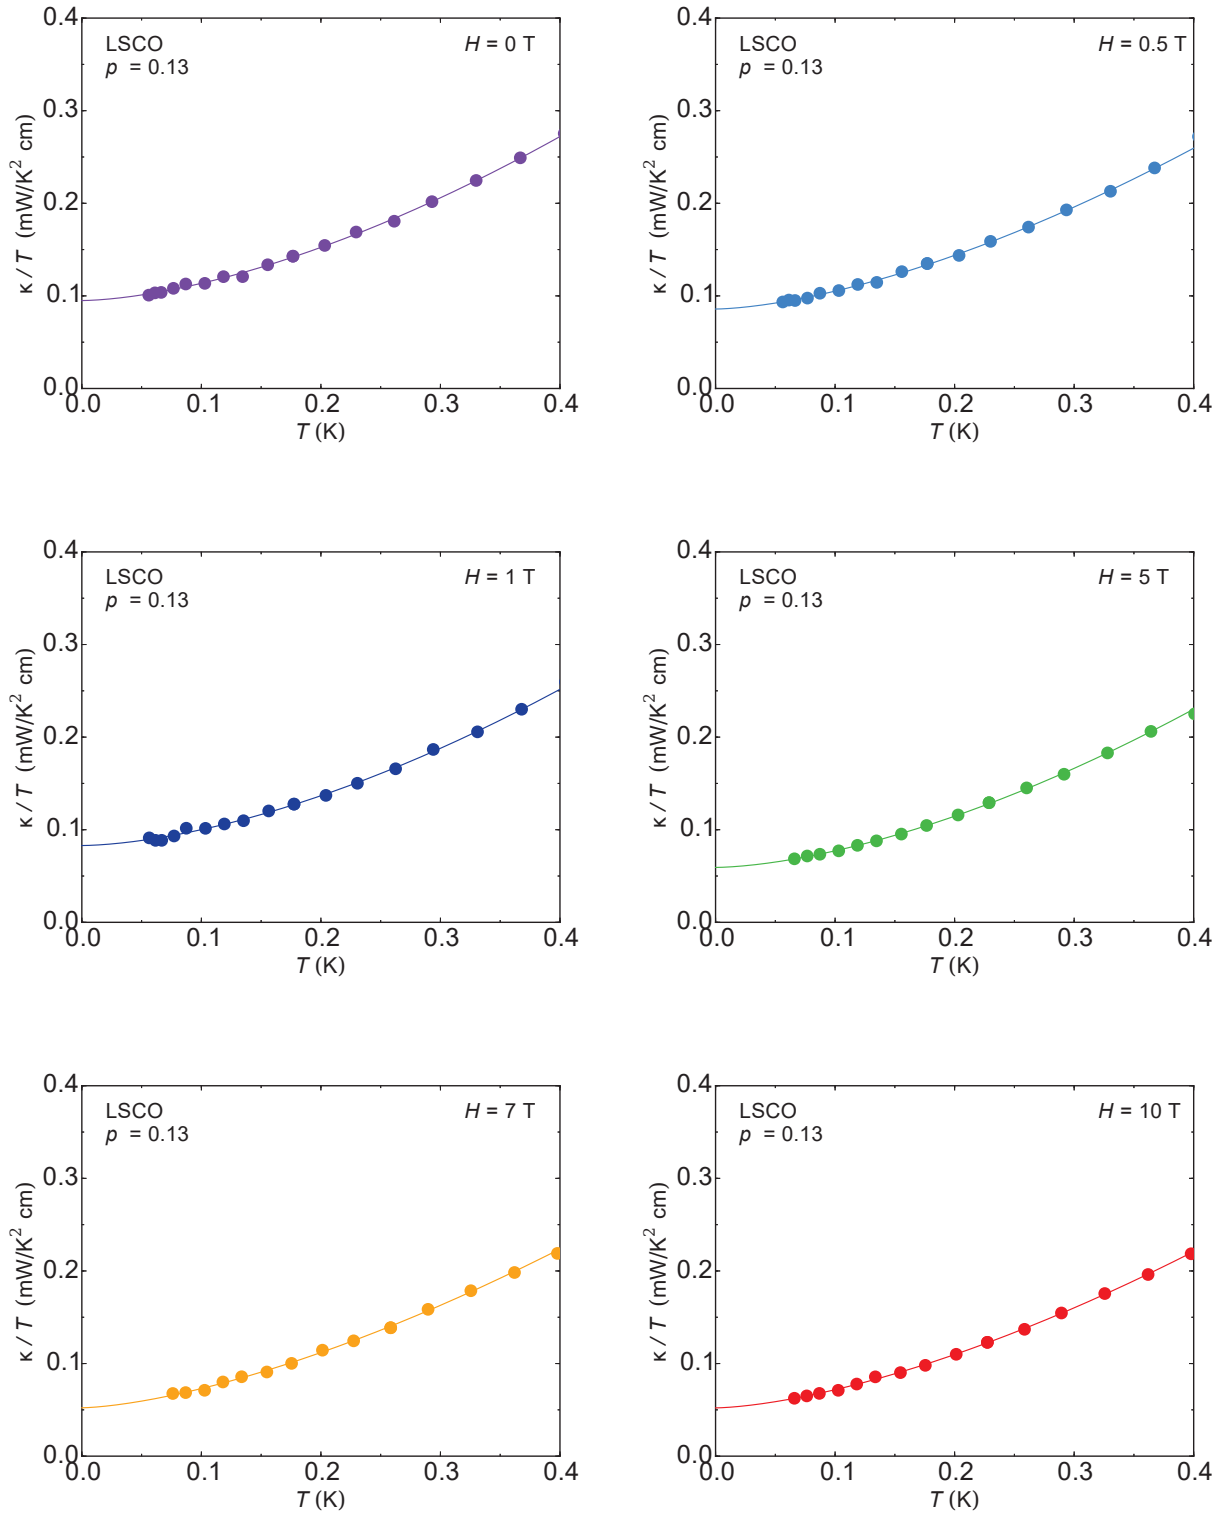 0.4
LSCO
H = 0 T
p = 0.13
0.3
0.2
0.1
0.0
κ / T (mW/K² cm)
0.0 0.1 0.2 0.3 0.4
T (K)
0.4
LSCO
H = 0.5 T
p = 0.13
0.3
0.2
0.1
0.0
κ / T (mW/K² cm)
0.0 0.1 0.2 0.3 0.4
T (K)
0.4
LSCO
H = 1 T
p = 0.13
0.3
0.2
0.1
0.0
κ / T (mW/K² cm)
0.0 0.1 0.2 0.3 0.4
T (K)
0.4
LSCO
H = 5 T
p = 0.13
0.3
0.2
0.1
0.0
κ / T (mW/K² cm)
0.0 0.1 0.2 0.3 0.4
T (K)
0.4
LSCO
H = 7 T
p = 0.13
0.3
0.2
0.1
0.0
κ / T (mW/K² cm)
0.0 0.1 0.2 0.3 0.4
T (K)
0.4
LSCO
H = 10 T
p = 0.13
0.3
0.2
0.1
0.0
κ / T (mW/K² cm)
0.0 0.1 0.2 0.3 0.4
T (K)